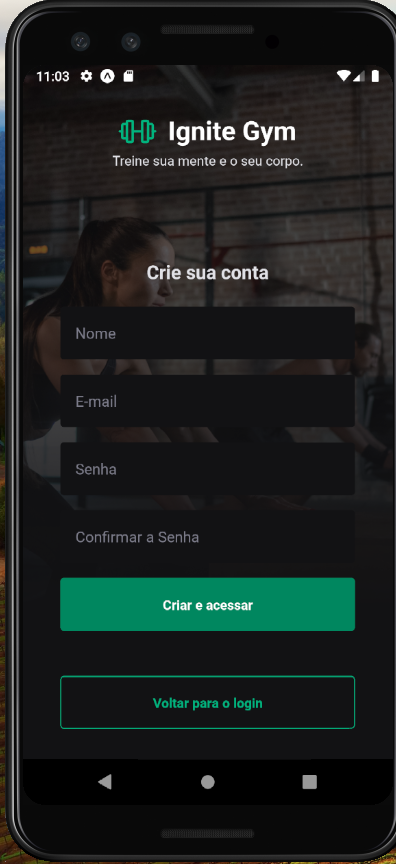 11:03
Ignite Gym
Treine sua mente e o seu corpo.
Crie sua conta
Nome
E-mail
Senha
Confirmar a Senha
Criar e acessar
Voltar para o login